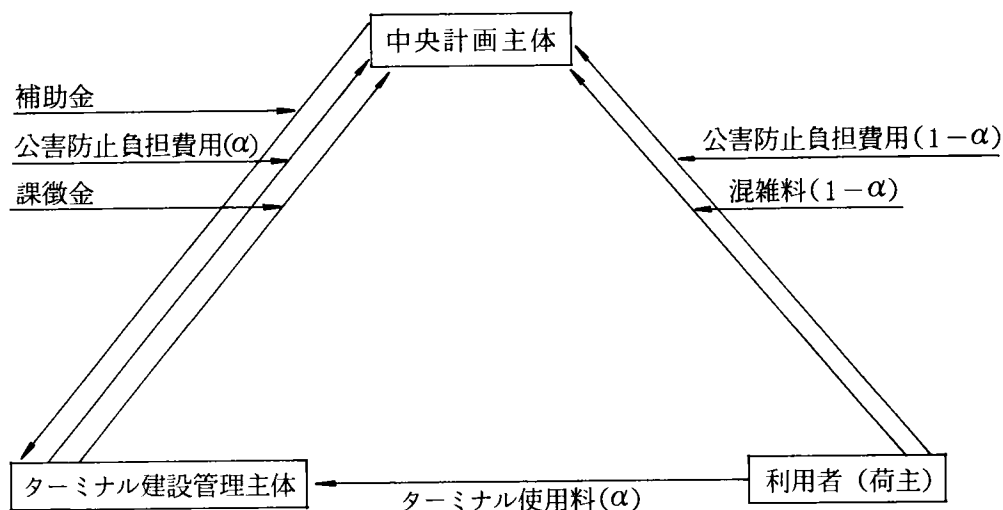 中央計画主体
補助金
公害防止負担費用(α)
課徴金
公害防止負担費用(1-α)
混雑料(1-α)
ターミナル建設管理主体
ターミナル使用料(α)
利用者(荷主)